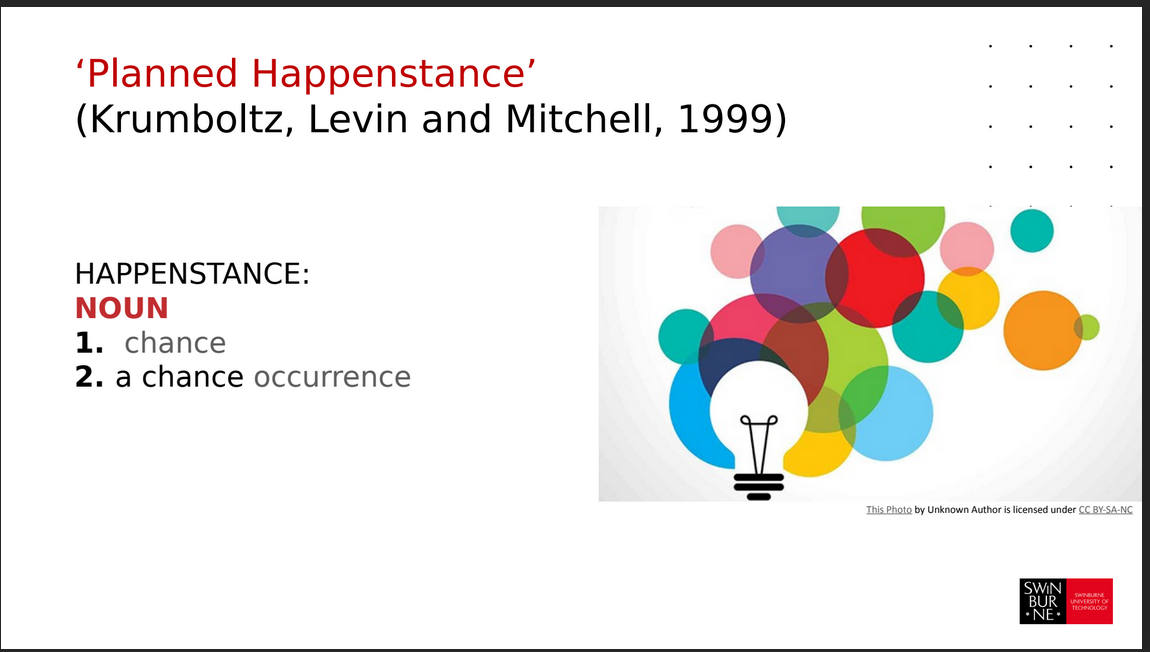 ‘Planned Happenstance’
(Krumboltz, Levin and Mitchell, 1999)
HAPPENSTANCE:
NOUN
1. chance
2. a chance occurrence
This Photo by Unknown Author is licensed under CC BY-SA-NC
SWiN
BUR
*NE*
SWINBURNE
UNIVERSITY OF
TECHNOLOGY